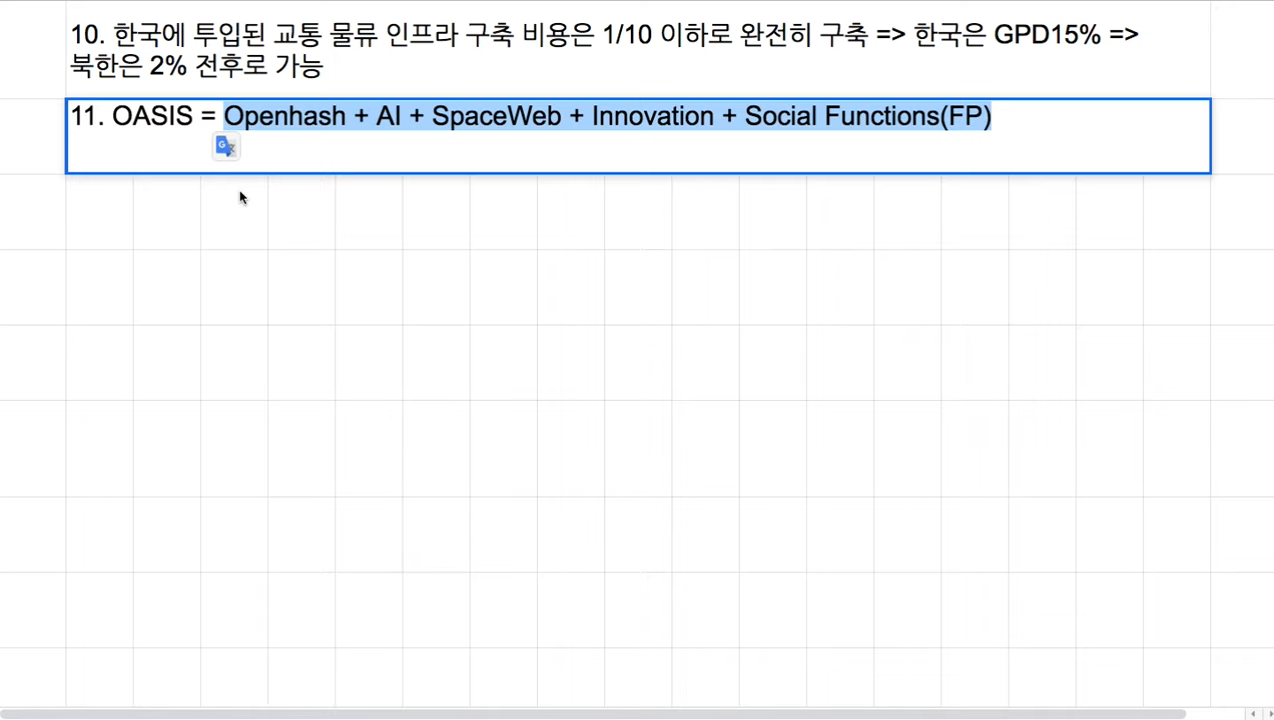 10. 한국에 투입된 교통 물류 인프라 구축 비용은 1/10 이하로 완전히 구축 => 한국은 GPD15% =>
북한은 2% 전후로 가능
11. OASIS = Openhash + AI + SpaceWeb + Innovation + Social Functions(FP)